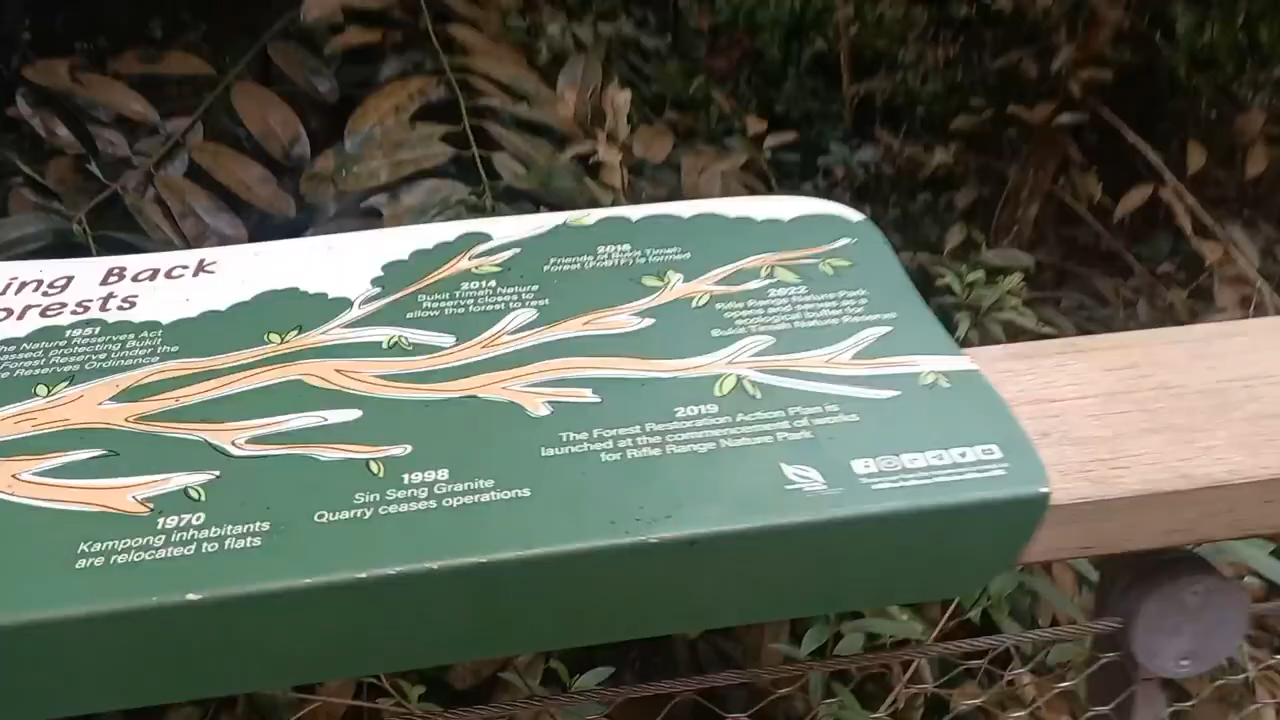 ing Back
orests
1951
he Nature Reserves Act
assed, protecting Bukit
Forest Reserve under the
e Reserves Ordinance
2014
Bukit Timah Nature
Reserve closes to
allow the forest to rest
2016
Friends of Bukit Timah
Forest (FoBTF) is formed
2022
Rifle Range Nature Park
opens and serves as a
ecological buffer for
Bukit Timah Nature Reserve
2019
The Forest Restoration Action Plan is
launched at the commencement of works
for Rifle Range Nature Park
1998
Sin Seng Granite
Quarry ceases operations
1970
Kampong inhabitants
are relocated to flats